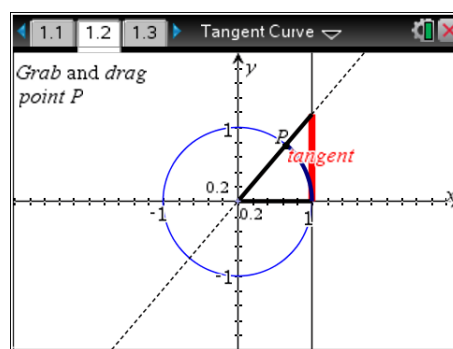 1.1 1.2 1.3 Tangent Curve
Grab and drag
point P
y
1
P
tangent
0.2
x
-1
0.2
1
-1